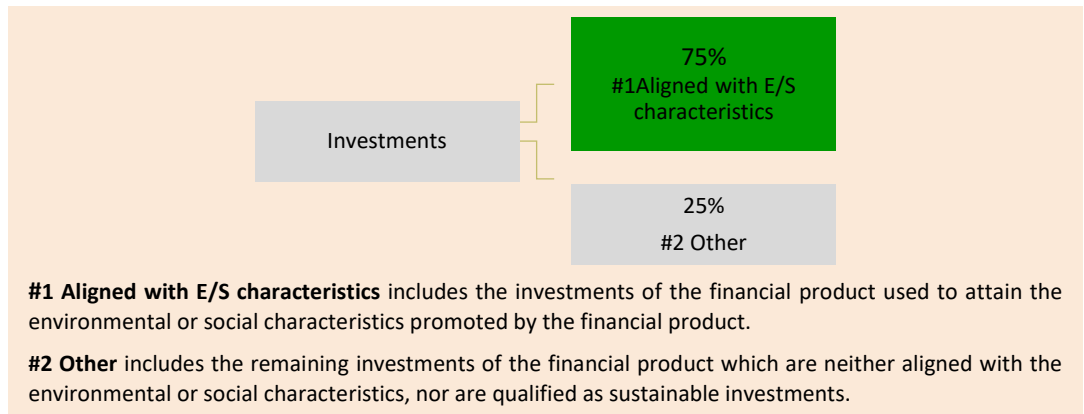 75%
#1Aligned with E/S
characteristics
Investments
25%
#2 Other
#1 Aligned with E/S characteristics includes the investments of the financial product used to attain the
environmental or social characteristics promoted by the financial product.
#2 Other includes the remaining investments of the financial product which are neither aligned with the
environmental or social characteristics, nor are qualified as sustainable investments.